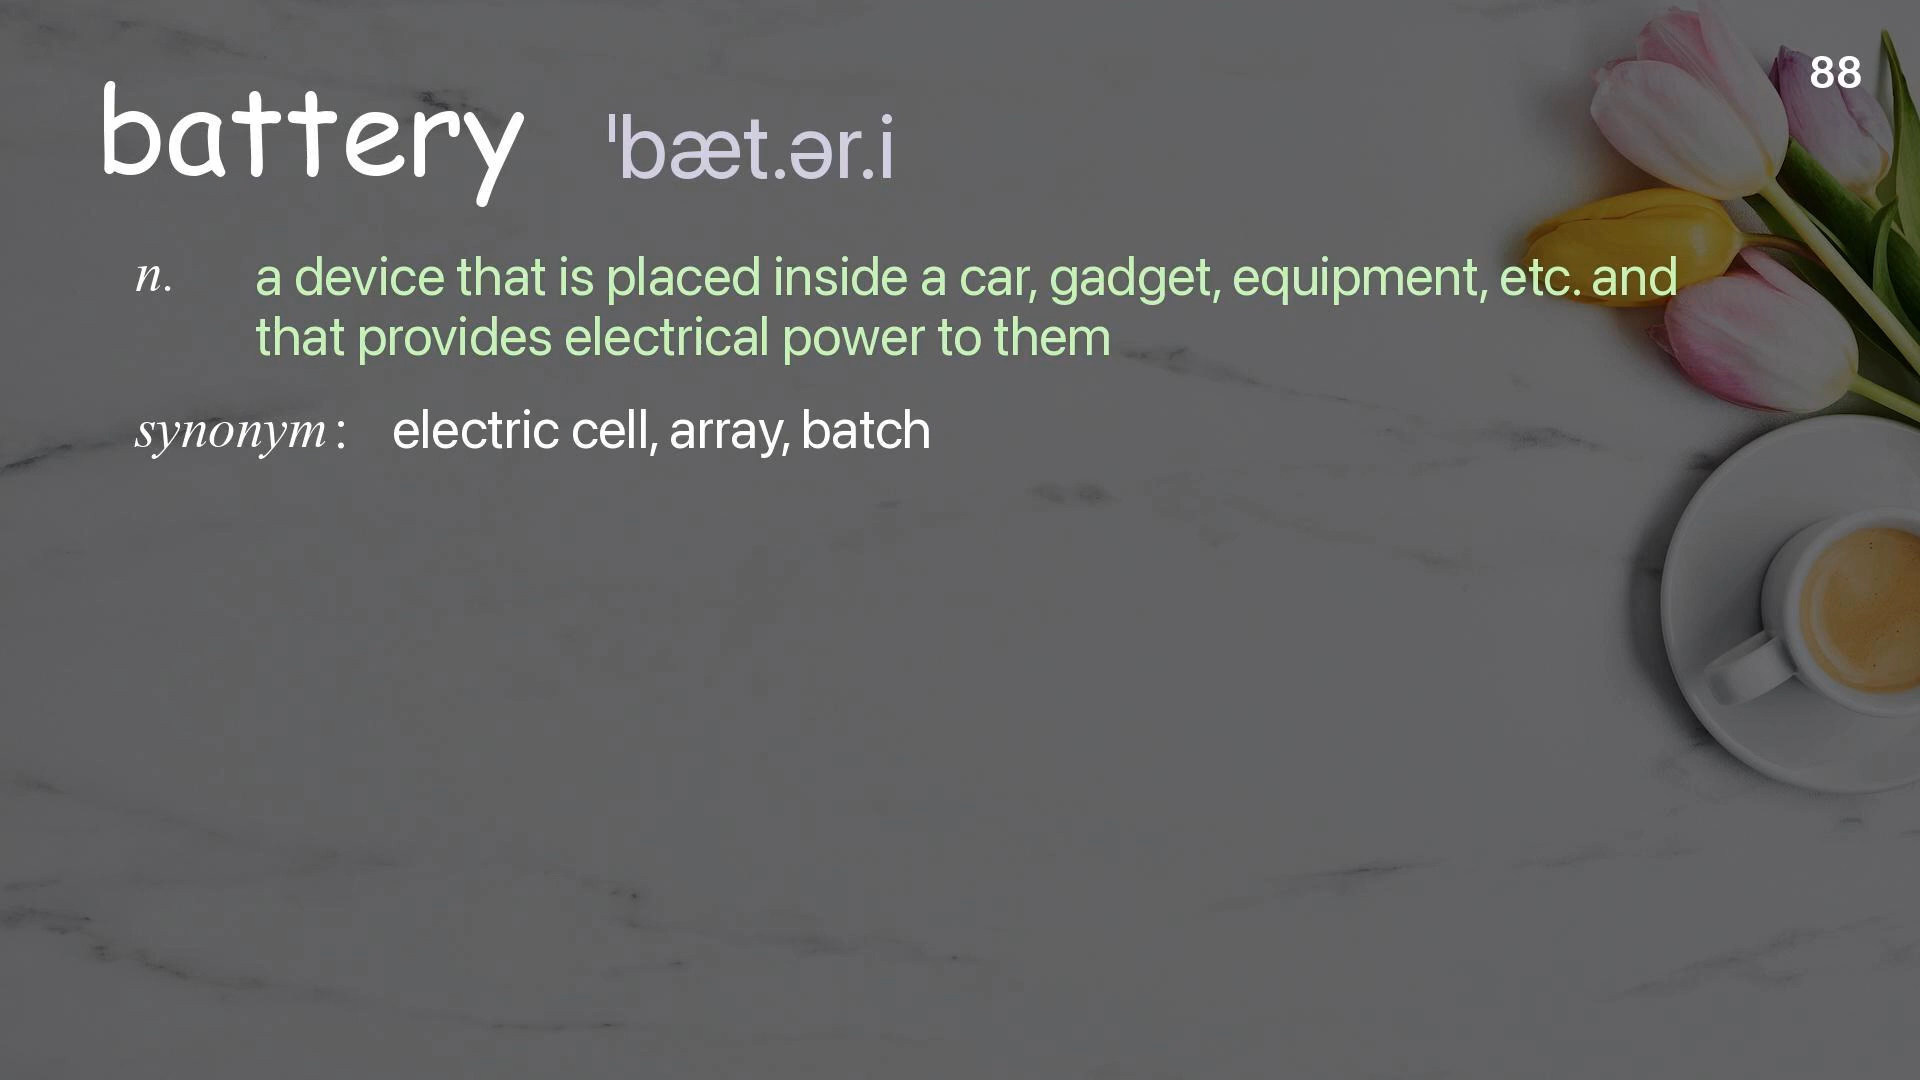 88
battery ˈbæt.ər.i
n. a device that is placed inside a car, gadget, equipment, etc. and
that provides electrical power to them
synonym: electric cell, array, batch